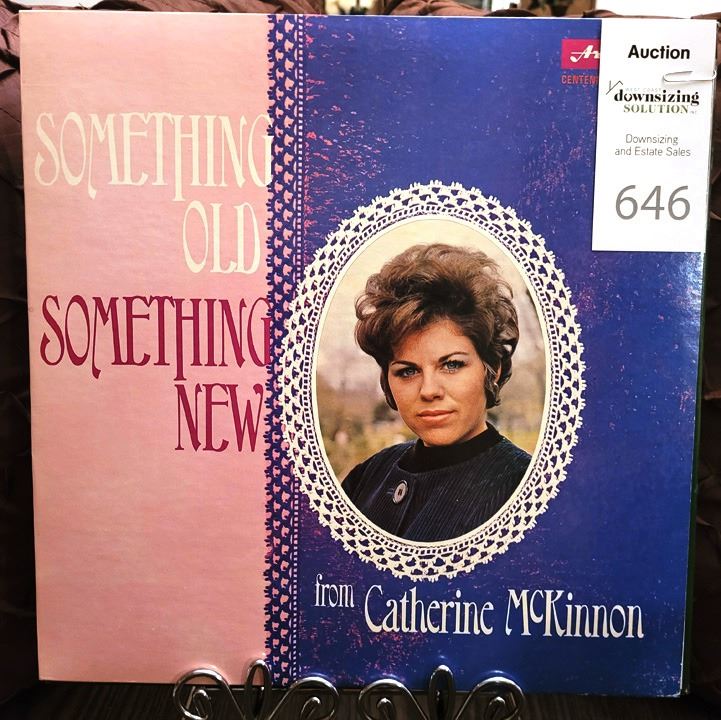 SOMETHING
OLD
SOMETHING
NEW
from Catherine McKinnon
Auction
downsizing
SOLUTION
Downsizing
and Estate Sales
646